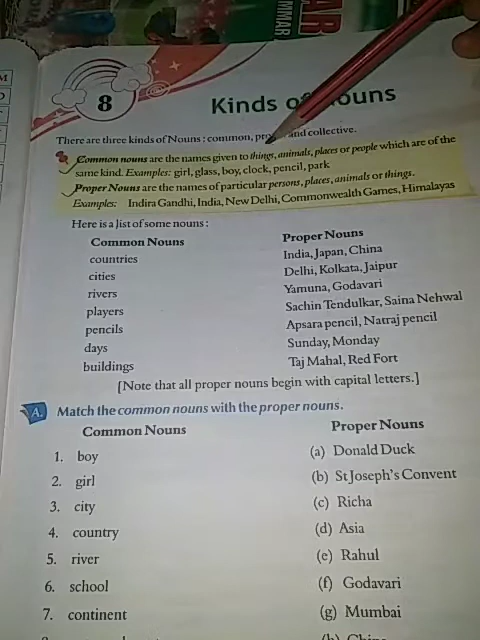 8
Kinds of Nouns
There are three kinds of Nouns : common, proper and collective.
Common nouns are the names given to things, animals, places or people which are of the
same kind. Examples: girl, glass, boy, clock, pencil, park
Proper Nouns are the names of particular persons, places, animals or things.
Examples: Indira Gandhi, India, New Delhi, Commonwealth Games, Himalayas
Here is a list of some nouns :
Common Nouns Proper Nouns
countries India, Japan, China
cities Delhi, Kolkata, Jaipur
rivers Yamuna, Godavari
players Sachin Tendulkar, Saina Nehwal
pencils Apsara pencil, Natraj pencil
days Sunday, Monday
buildings Taj Mahal, Red Fort
[Note that all proper nouns begin with capital letters.]
A. Match the common nouns with the proper nouns.
Common Nouns Proper Nouns
1. boy (a) Donald Duck
2. girl (b) St Joseph's Convent
3. city (c) Richa
4. country (d) Asia
5. river (e) Rahul
6. school (f) Godavari
7. continent (g) Mumbai
(h) China